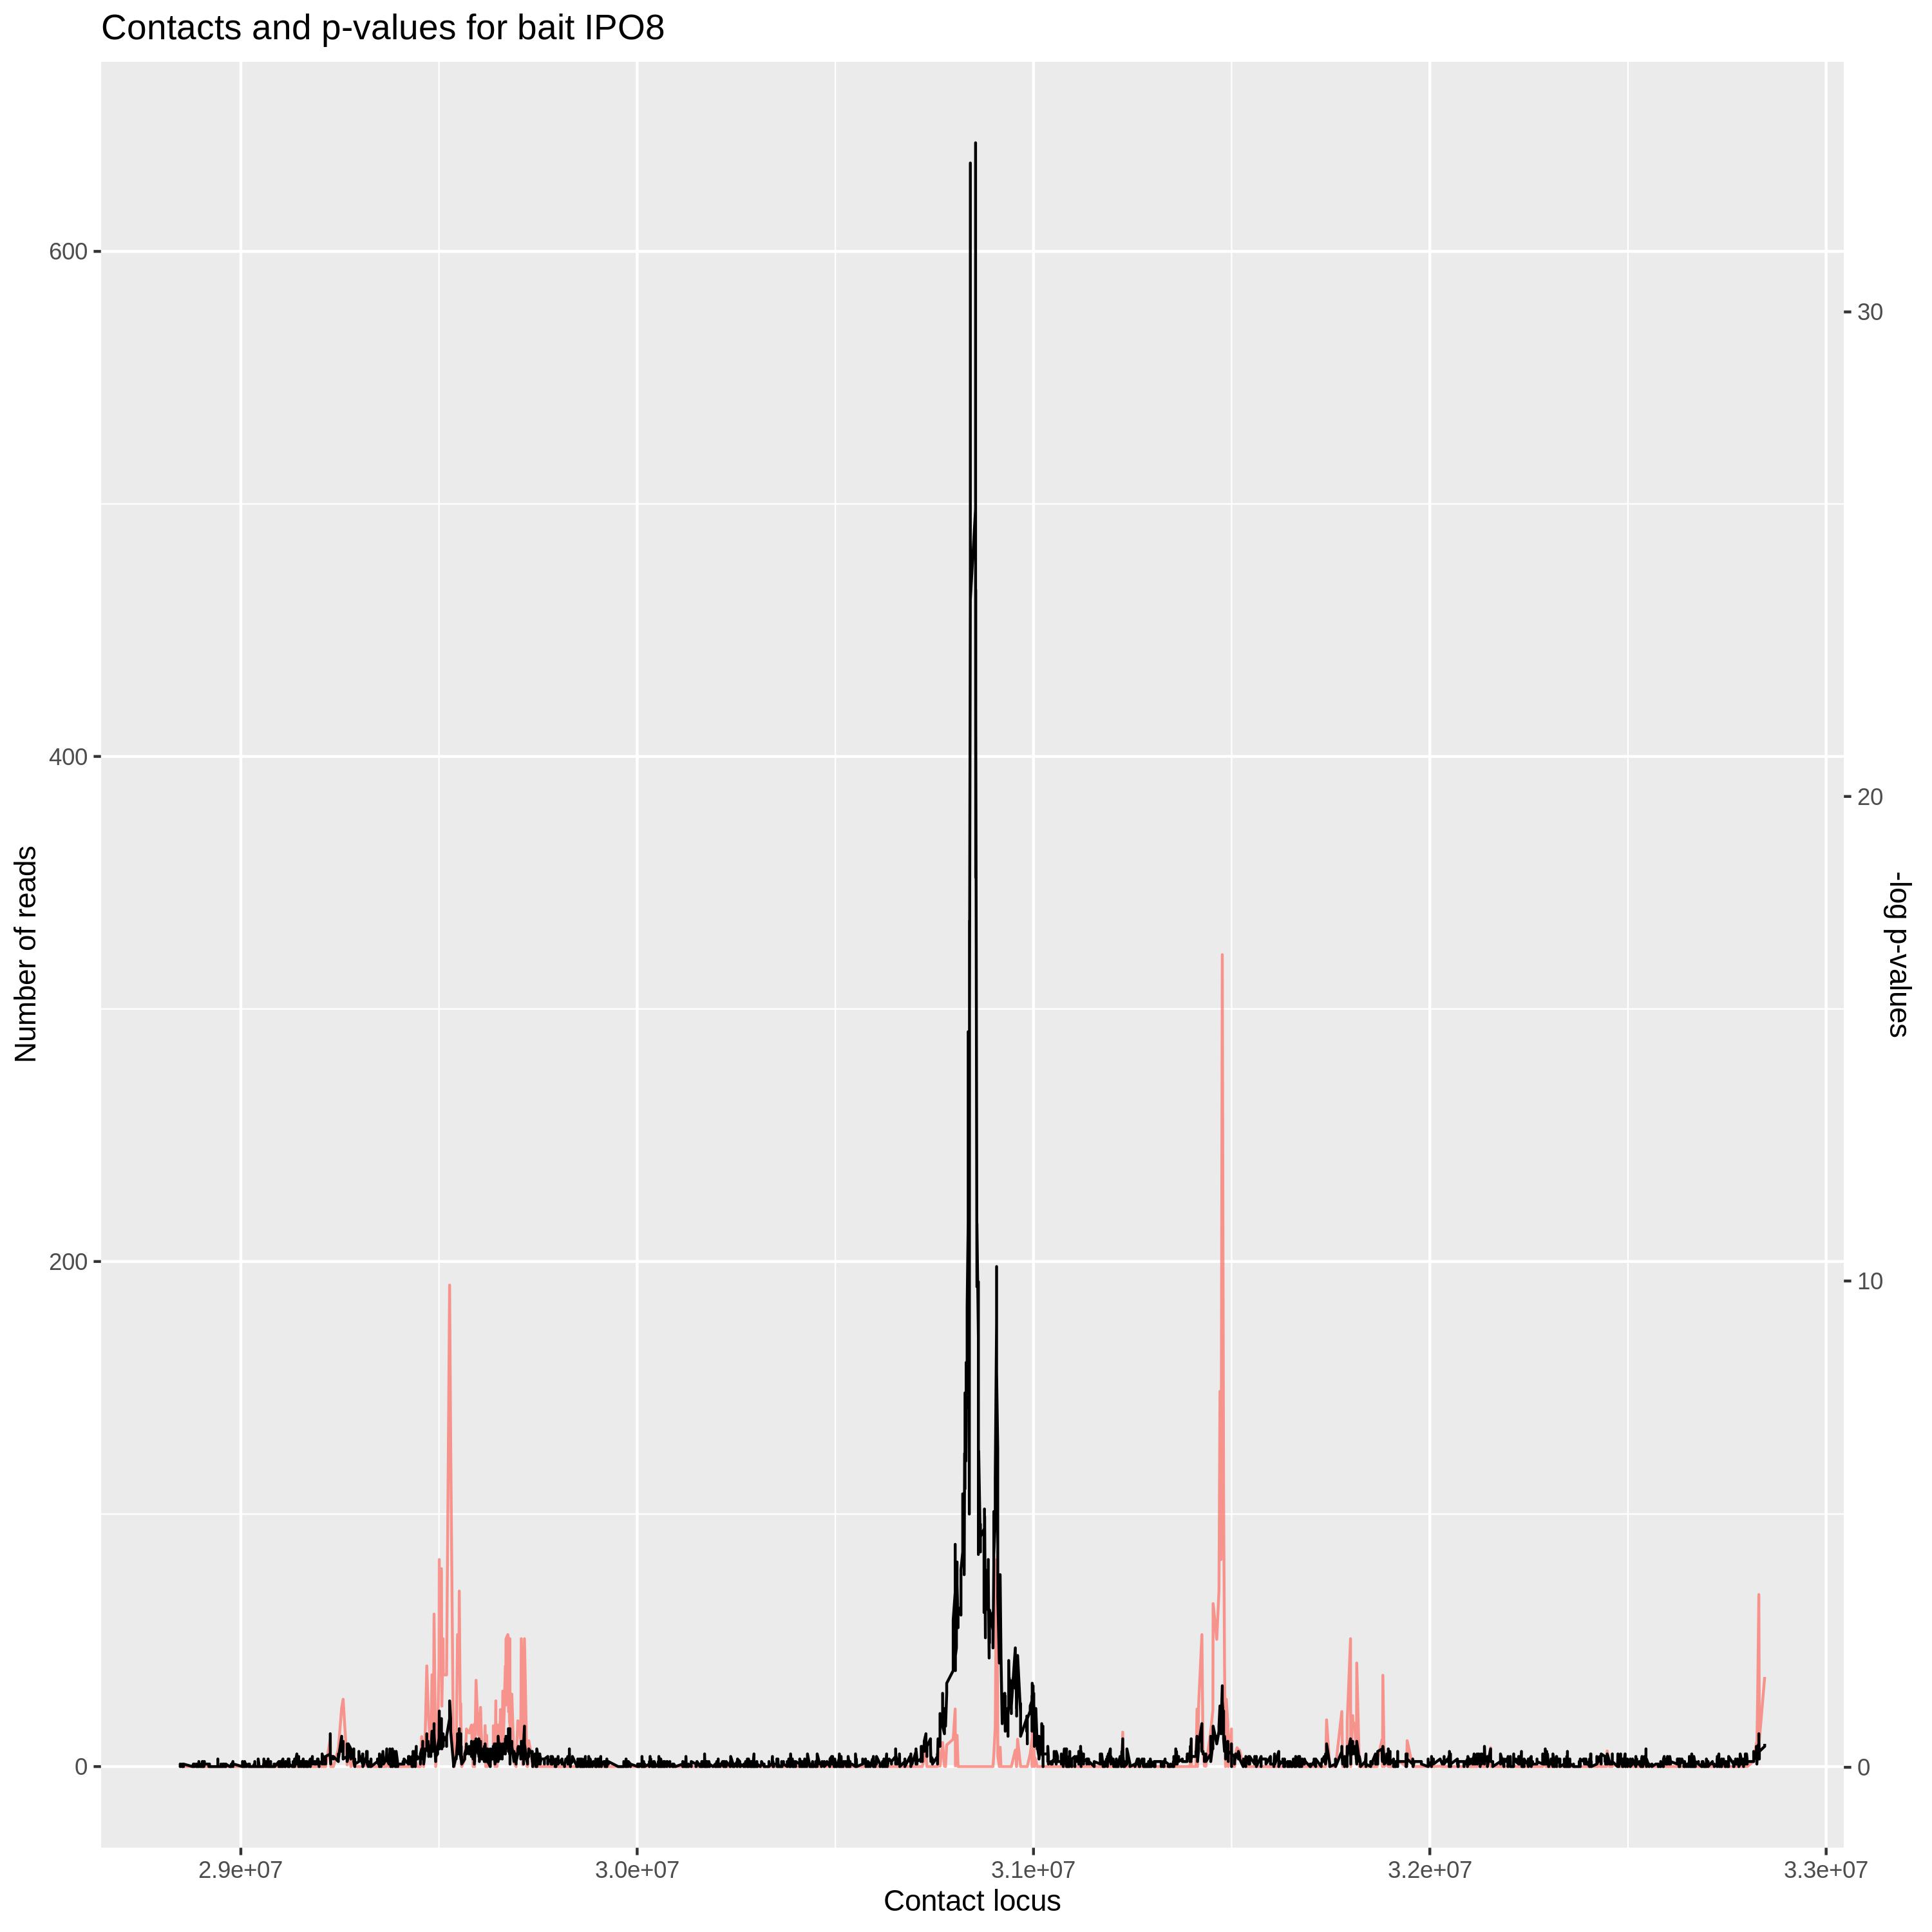 Contacts and p-values for bait IPO8
Number of reads
600
400
200
0
30
20
10
0
-log p-values
2.9e+07
3.0e+07
3.1e+07
3.2e+07
3.3e+07
Contact locus